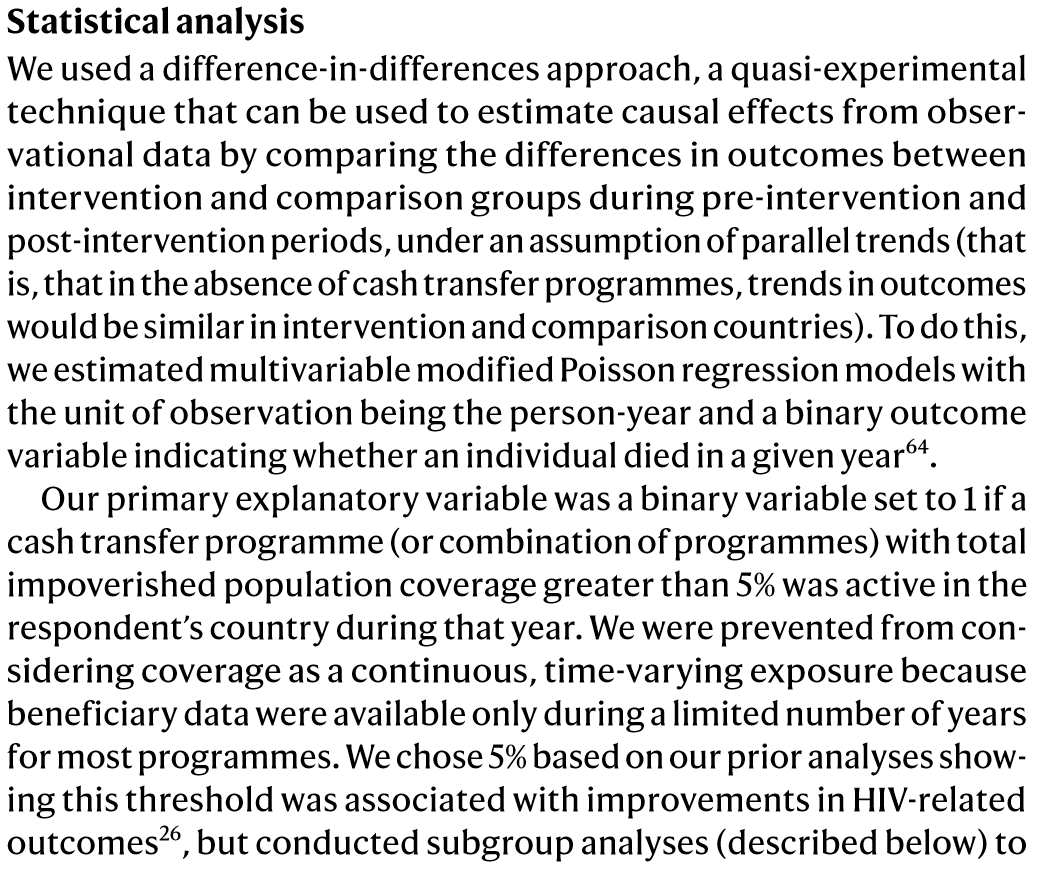 Statistical analysis
We used a difference-in-differences approach, a quasi-experimental
technique that can be used to estimate causal effects from obser-
vational data by comparing the differences in outcomes between
intervention and comparison groups during pre-intervention and
post-intervention periods, under an assumption of parallel trends (that
is, that in the absence of cash transfer programmes, trends in outcomes
would be similar in intervention and comparison countries). To do this,
we estimated multivariable modified Poisson regression models with
the unit of observation being the person-year and a binary outcome
variable indicating whether an individual died in a given year⁶⁴.
Our primary explanatory variable was a binary variable set to 1 if a
cash transfer programme (or combination of programmes) with total
impoverished population coverage greater than 5% was active in the
respondent’s country during that year. We were prevented from con-
sidering coverage as a continuous, time-varying exposure because
beneficiary data were available only during a limited number of years
for most programmes. We chose 5% based on our prior analyses show-
ing this threshold was associated with improvements in HIV-related
outcomes²⁶, but conducted subgroup analyses (described below) to